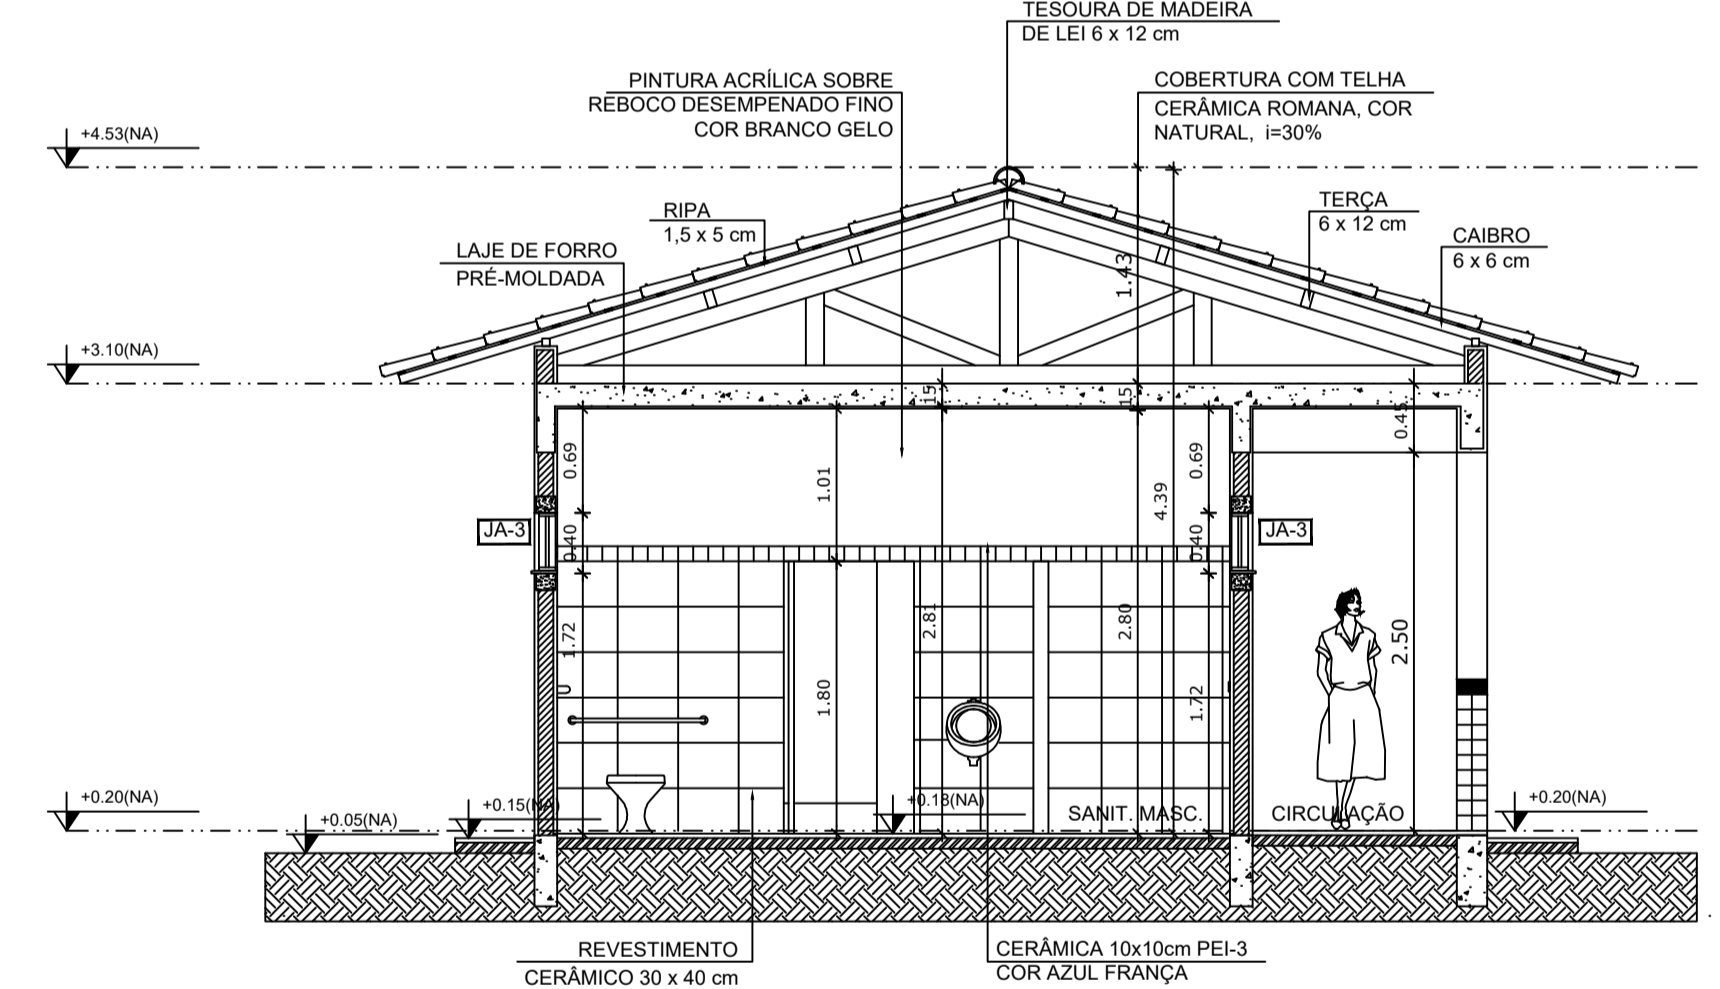 TESOURA DE MADEIRA
DE LEI 6 x 12 cm
PINTURA ACRÍLICA SOBRE
REBOCO DESEMPENADO FINO
COR BRANCO GELO
COBERTURA COM TELHA
CERÂMICA ROMANA, COR
NATURAL, i=30%
+4.53(NA)
RIPA
1,5 x 5 cm
TERÇA
6 x 12 cm
LAJE DE FORRO
PRÉ-MOLDADA
CAIBRO
6 x 6 cm
1.43
+3.10(NA)
15
15
0.45
0.69
1.01
0.69
4.39
JA-3
0.40
0.40
JA-3
1.72
2.81
2.80
2.50
1.80
1.72
+0.20(NA)
+0.05(NA)
+0.15(NA)
+0.18(NA)
SANIT. MASC.
CIRCULAÇÃO
+0.20(NA)
REVESTIMENTO
CERÂMICO 30 x 40 cm
CERÂMICA 10x10cm PEI-3
COR AZUL FRANÇA